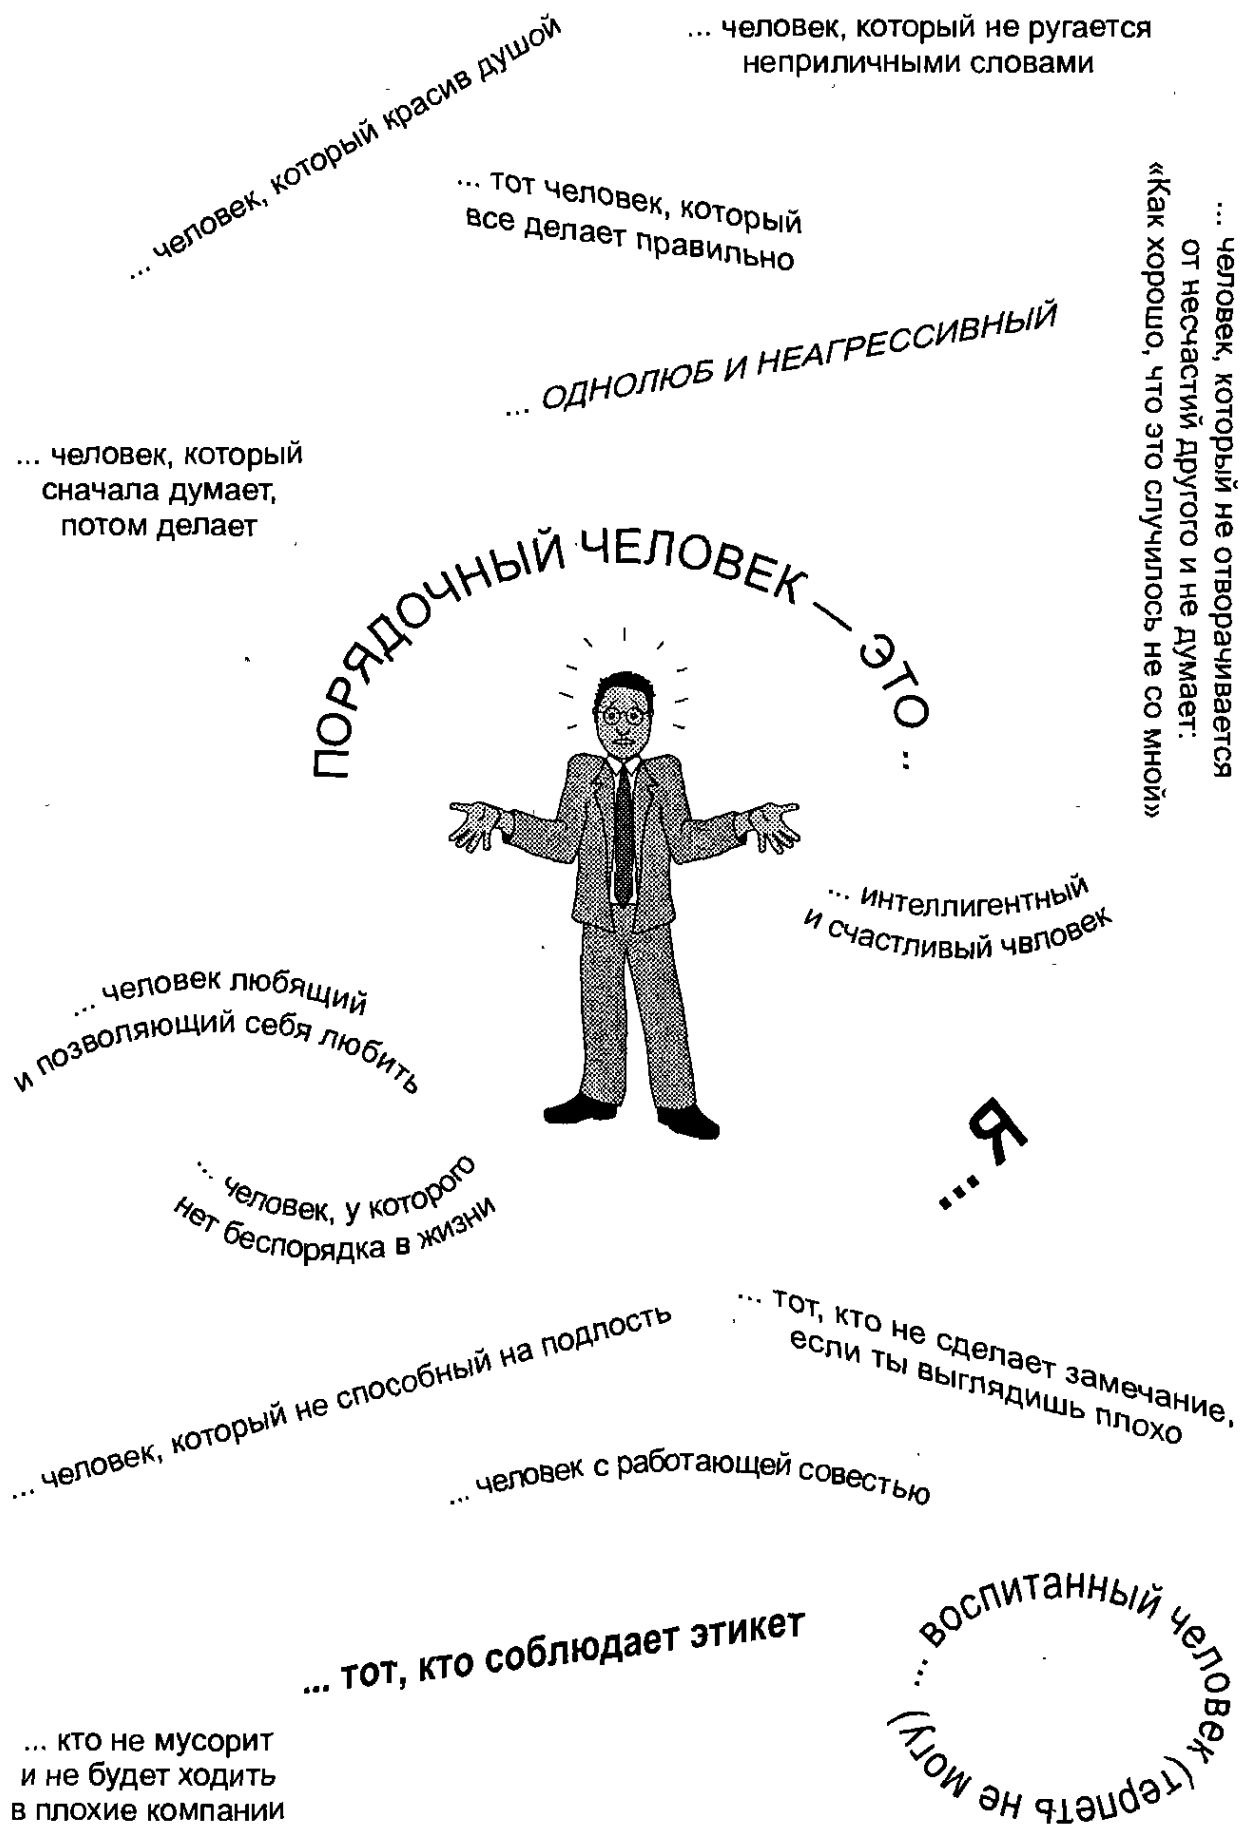 ... человек, который не ругается
неприличными словами
... человек, который красив душой
... тот человек, который
все делает правильно
... человек, который не отворачивается
от несчастий другого и не думает:
«Как хорошо, что это случилось не со мной»
... ОДНОЛЮБ И НЕАГРЕССИВНЫЙ
... человек, который
сначала думает,
потом делает
ПОРЯДОЧНЫЙ ЧЕЛОВЕК — ЭТО ..
... интеллигентный
и счастливый чвловек
... человек любящий
и позволяющий себя любить
... Я
... человек, у которого
нет беспорядка в жизни
... тот, кто не сделает замечание,
если ты выглядишь плохо
... человек, который не способный на подлость
... человек с работающей совестью
... воспитанный человек (терпеть не могу)
... тот, кто соблюдает этикет
... кто не мусорит
и не будет ходить
в плохие компании